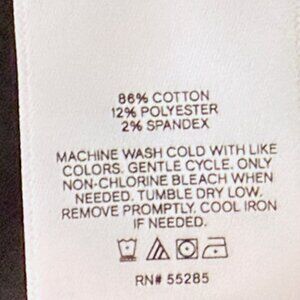 86% COTTON
12% POLYESTER
2% SPANDEX
MACHINE WASH COLD WITH LIKE
COLORS. GENTLE CYCLE. ONLY
NON-CHLORINE BLEACH WHEN
NEEDED. TUMBLE DRY LOW.
REMOVE PROMPTLY. COOL IRON
IF NEEDED.
RN# 55285